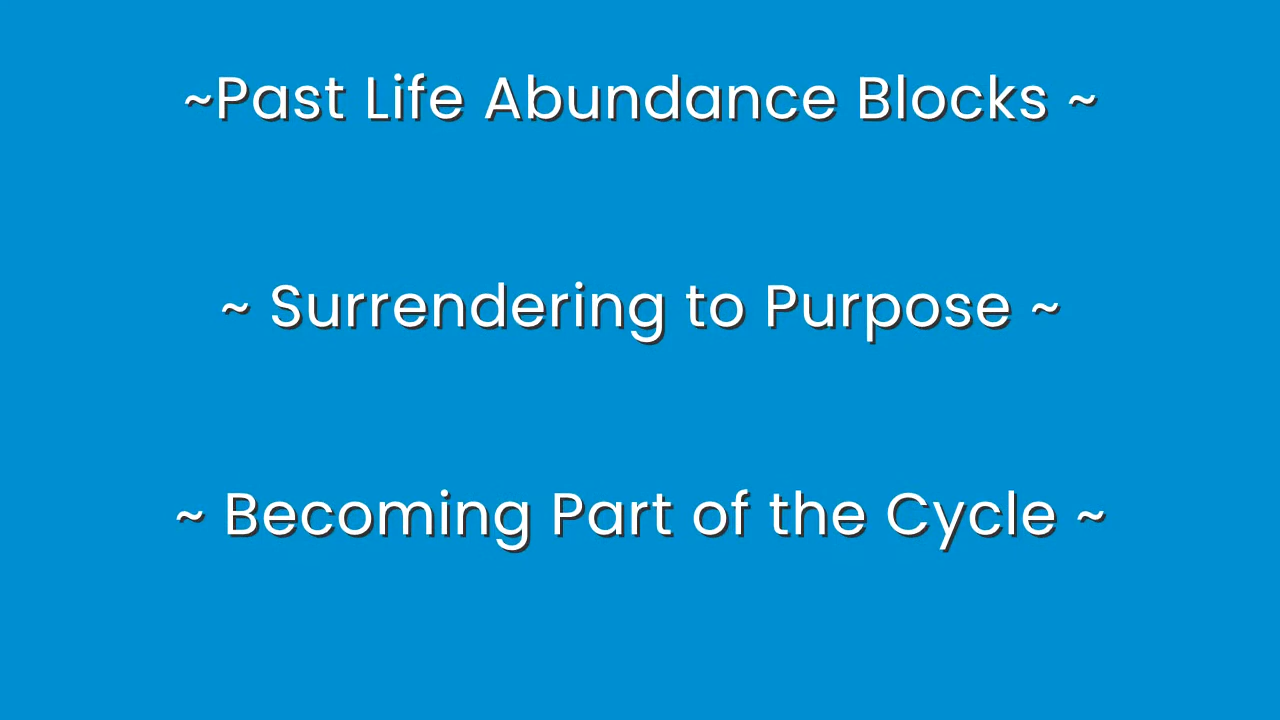 ~Past Life Abundance Blocks ~
~ Surrendering to Purpose ~
~ Becoming Part of the Cycle ~